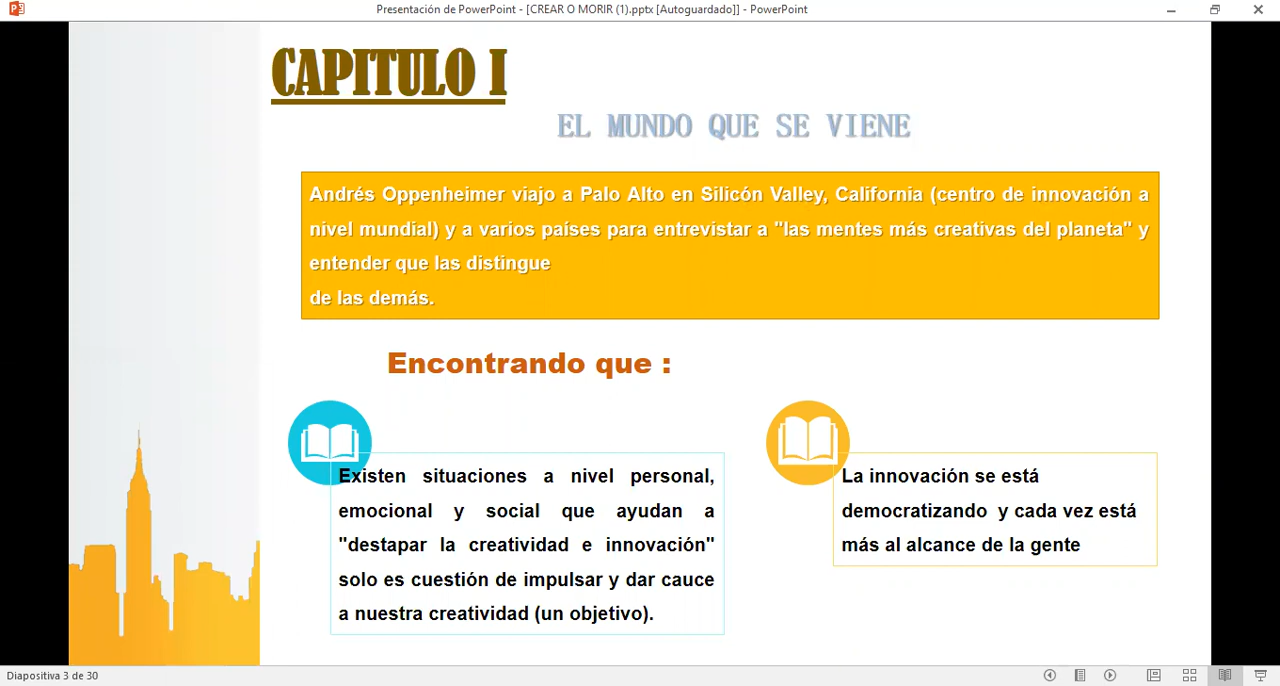 Presentación de PowerPoint - [CREAR O MORIR (1).pptx [Autoguardado]] - PowerPoint
CAPITULO I
EL MUNDO QUE SE VIENE
Andrés Oppenheimer viajo a Palo Alto en Silicón Valley, California (centro de innovación a
nivel mundial) y a varios países para entrevistar a "las mentes más creativas del planeta" y
entender que las distingue
de las demás.
Encontrando que :
Existen situaciones a nivel personal,
emocional y social que ayudan a
"destapar la creatividad e innovación"
solo es cuestión de impulsar y dar cauce
a nuestra creatividad (un objetivo).
La innovación se está
democratizando y cada vez está
más al alcance de la gente
Diapositiva 3 de 30